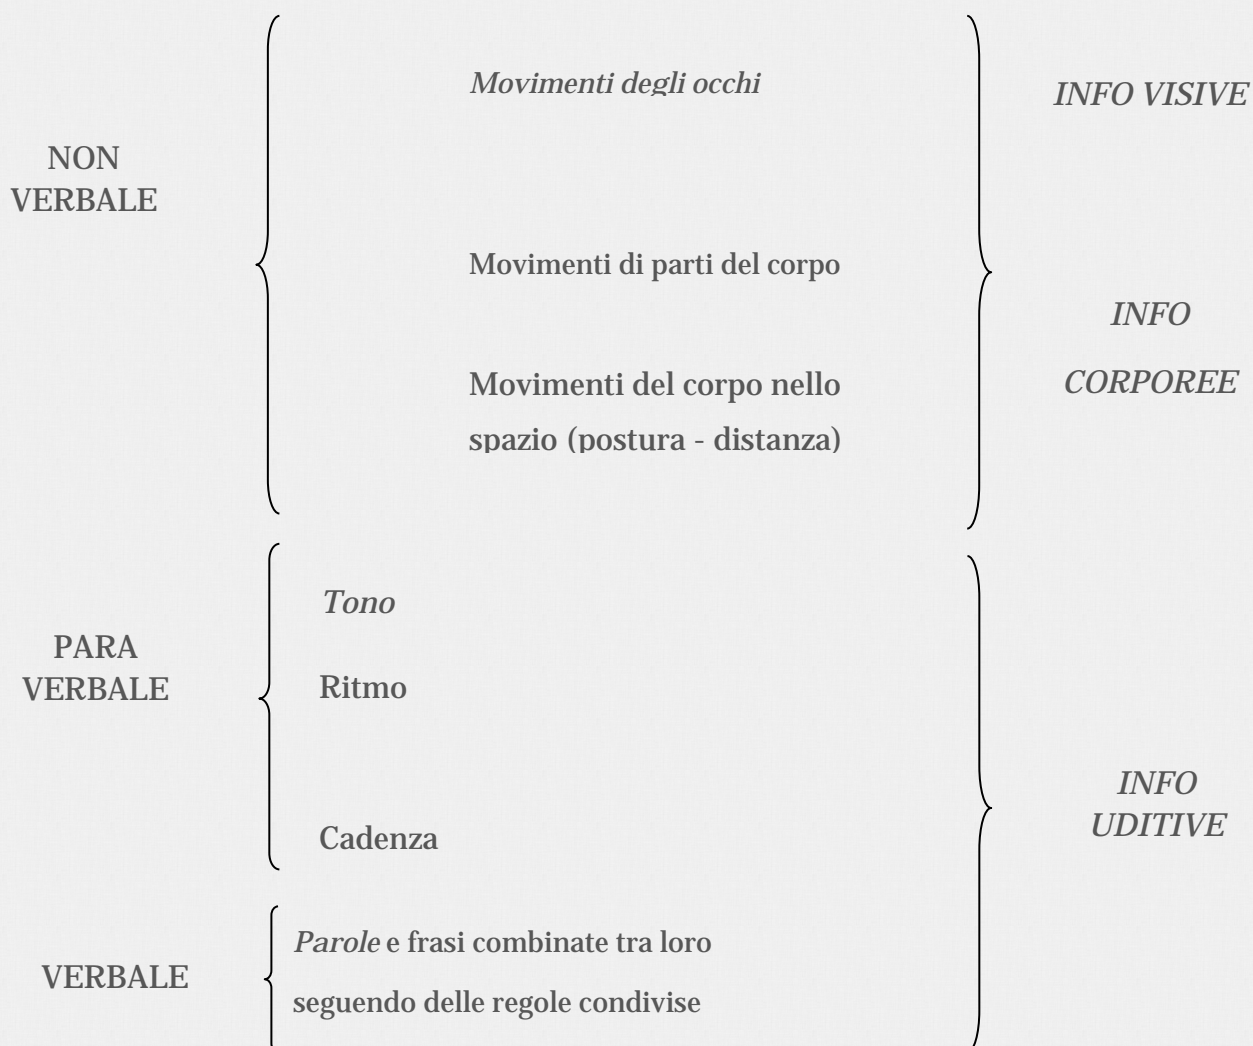 NON
VERBALE
Movimenti degli occhi
Movimenti di parti del corpo
Movimenti del corpo nello
spazio (postura - distanza)
INFO VISIVE
INFO
CORPOREE
PARA
VERBALE
Tono
Ritmo
Cadenza
VERBALE
Parole e frasi combinate tra loro
seguendo delle regole condivise
INFO
UDITIVE